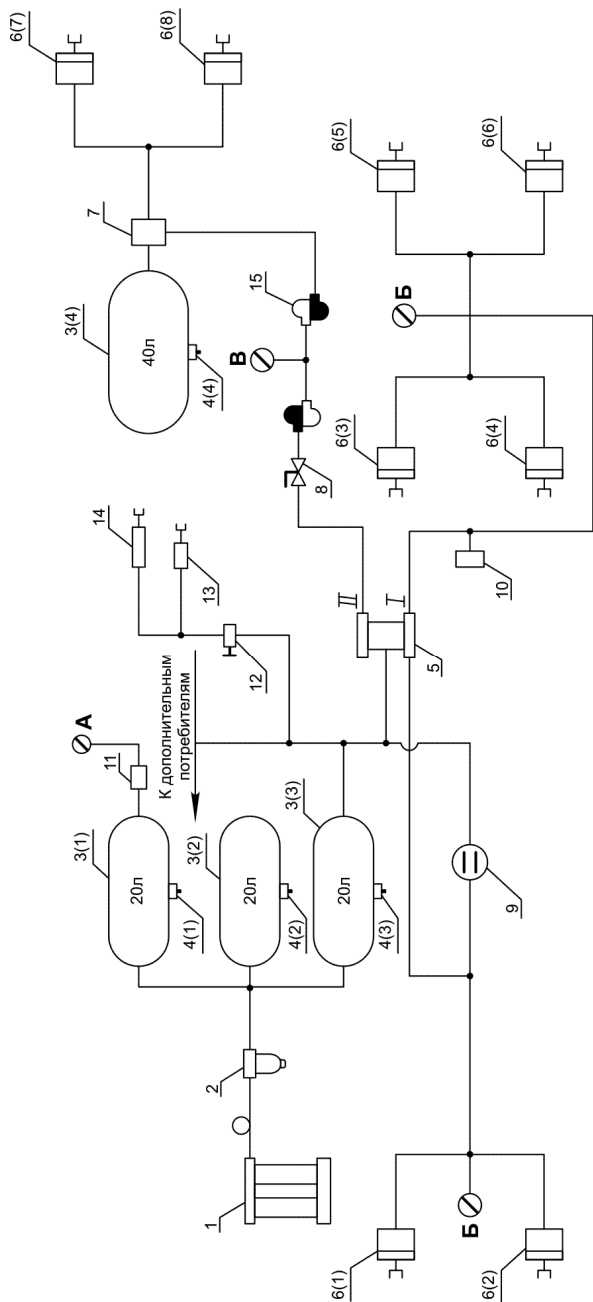 1
2
3(1)
20л
4(1)
11
А
3(2)
20л
4(2)
3(3)
20л
4(3)
К дополнительным
потребителям
12
13
14
3(4)
40л
4(4)
7
6(7)
6(8)
15
В
8
II
I
5
10
9
6(1)
6(2)
Б
6(3)
6(4)
Б
6(5)
6(6)